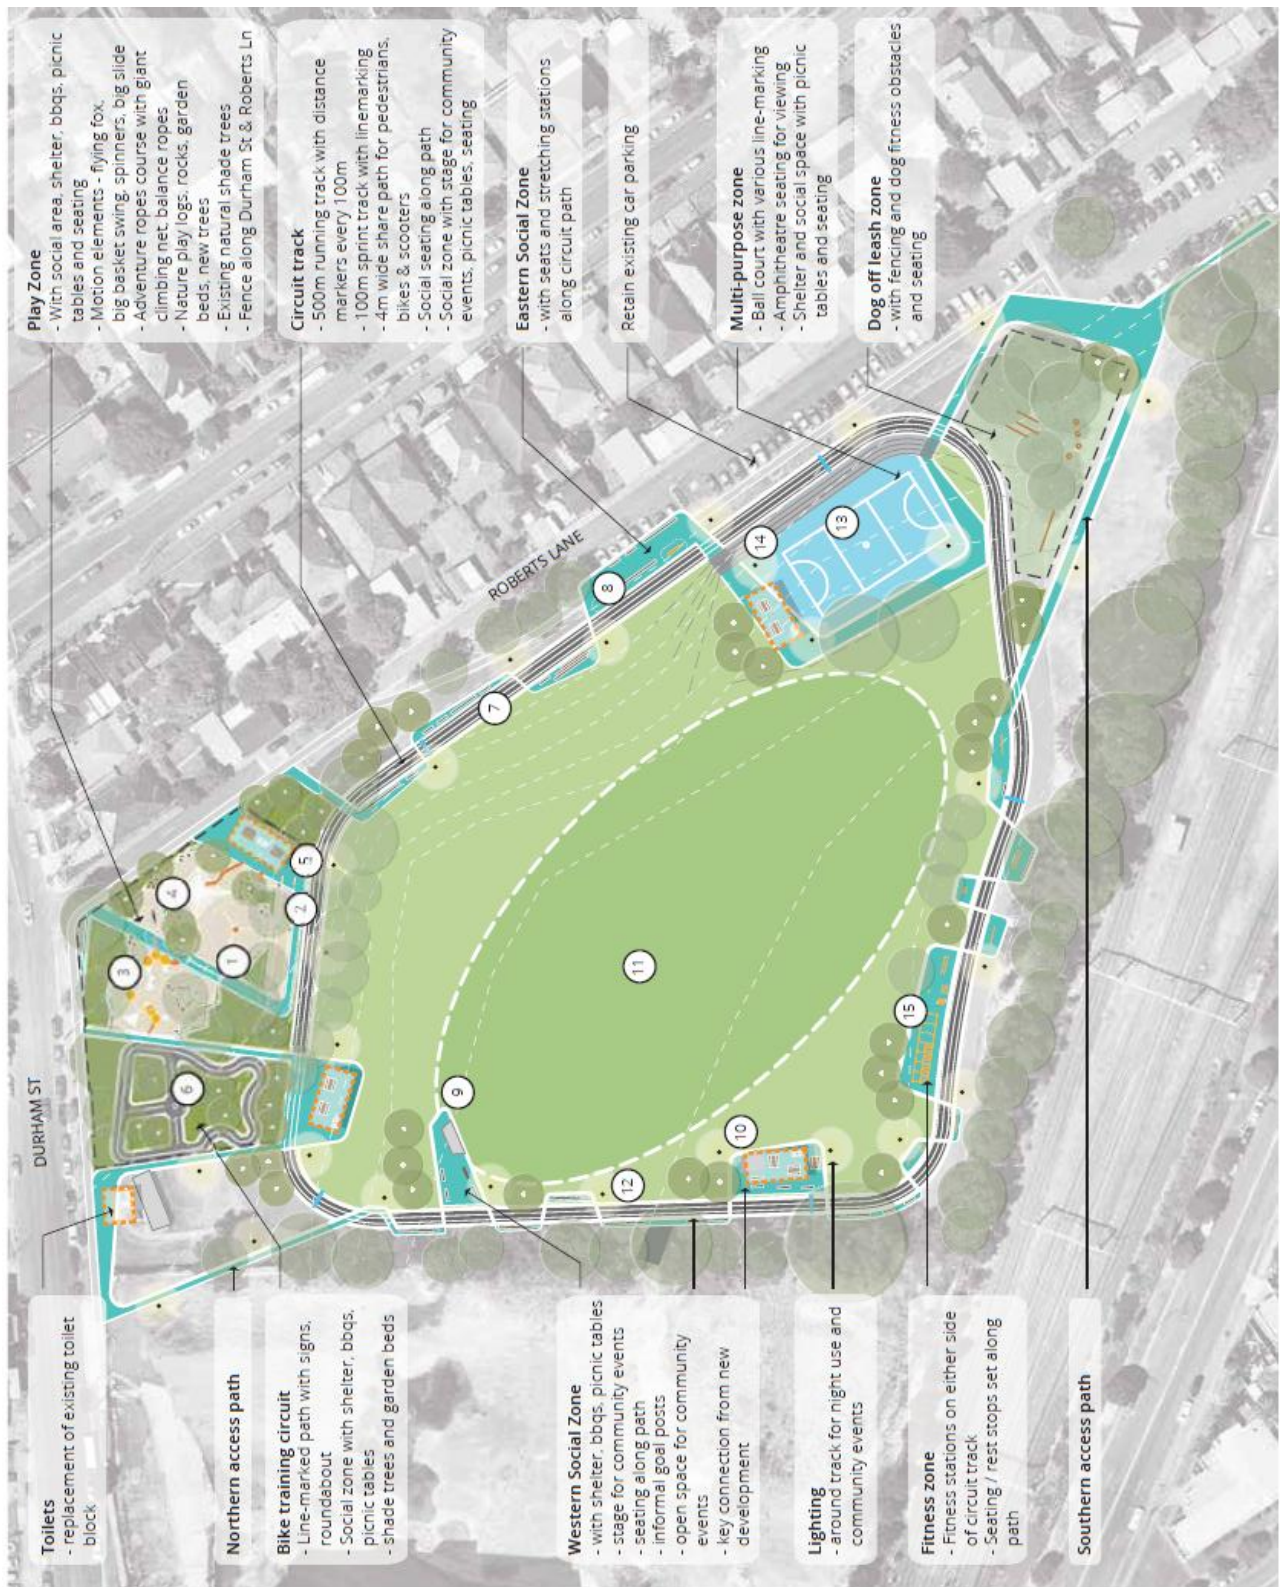 Toilets
- replacement of existing toilet
block
Northern access path
Bike training circuit
- Line-marked path with signs,
roundabout
- Social zone with shelter, bbqs,
picnic tables
- shade trees and garden beds
Western Social Zone
- with shelter, bbqs, picnic tables
- stage for community events
- seating along path
- informal goal posts
- open space for community
events
- key connection from new
development
Lighting
- around track for night use and
community events
Fitness zone
- Fitness stations on either side
of circuit track
- Seating / rest stops set along
path
Southern access path
DURHAM ST
ROBERTS LANE
1
2
3
4
5
6
7
8
9
10
11
12
13
14
15
Play Zone
- With social area, shelter, bbqs, picnic
tables and seating
- Motion elements - flying fox,
big basket swing, spinners, big slide
- Adventure ropes course with giant
climbing net, balance ropes
- Nature play logs, rocks, garden
beds, new trees
- Existing natural shade trees
- Fence along Durham St & Roberts Ln
Circuit track
- 500m running track with distance
markers every 100m
- 100m sprint track with linemarking
- 4m wide share path for pedestrians,
bikes & scooters
- Social seating along path
- Social zone with stage for community
events, picnic tables, seating
Eastern Social Zone
- with seats and stretching stations
along circuit path
Retain existing car parking
Multi-purpose zone
- Ball court with various line-marking
- Amphitheatre seating for viewing
- Shelter and social space with picnic
tables and seating
Dog off leash zone
- with fencing and dog fitness obstacles
and seating